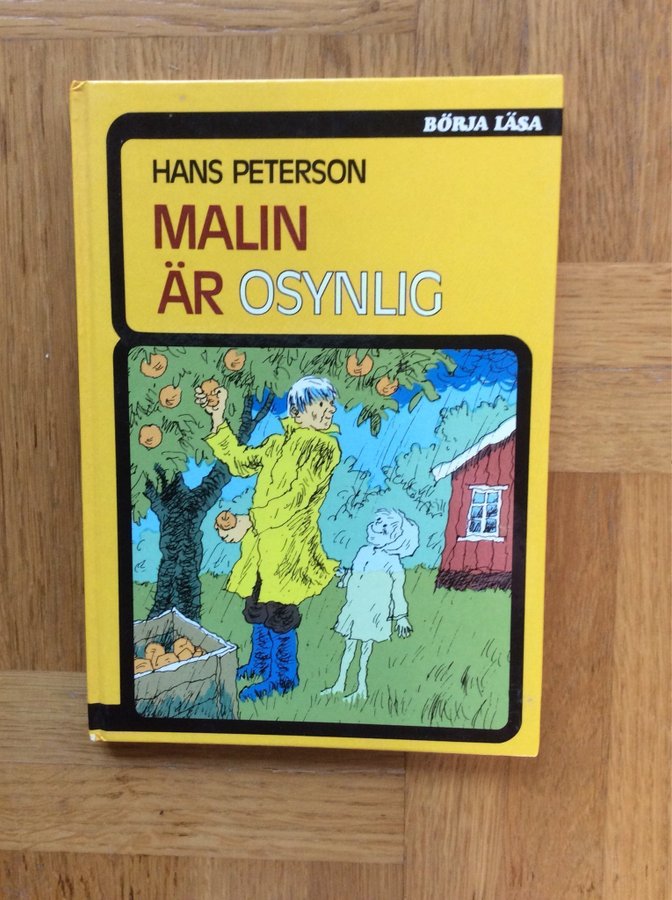 BÖRJA LÄSA
HANS PETERSON
MALIN
ÄR OSYNLIG